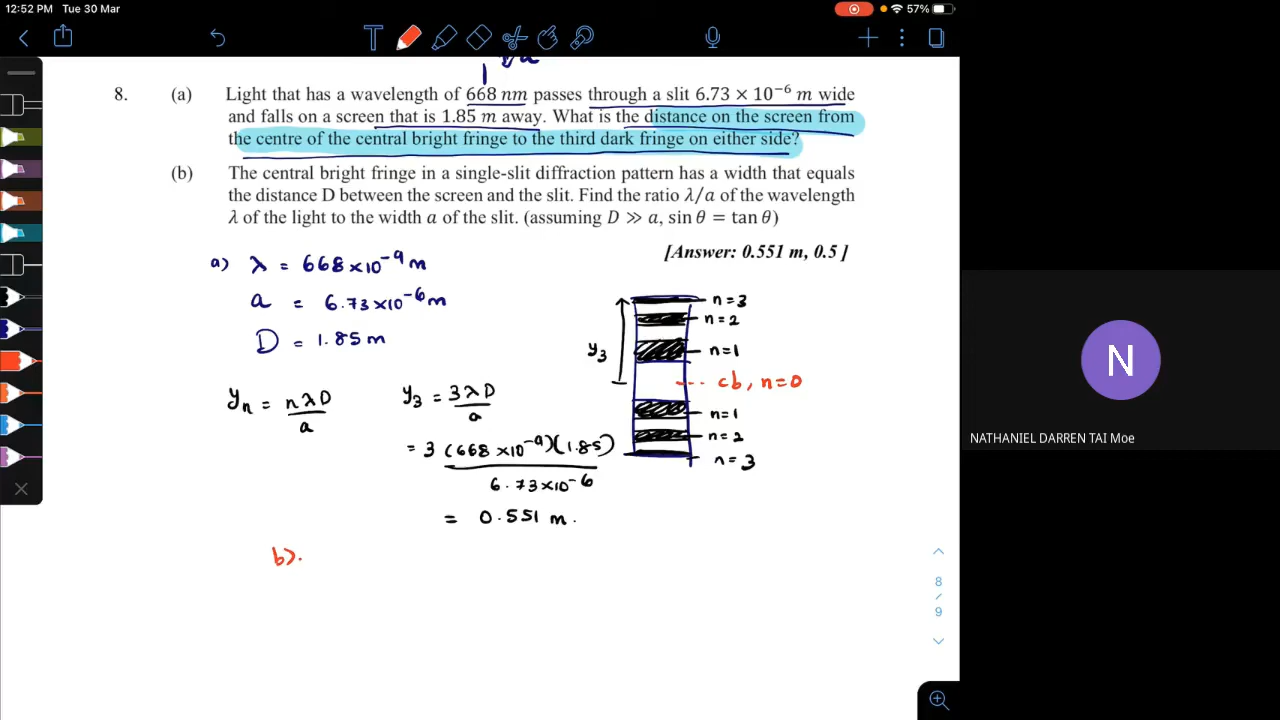 12:52 PM Tue 30 Mar
57%
8. (a) Light that has a wavelength of 668 nm passes through a slit 6.73 × 10⁻⁶ m wide
and falls on a screen that is 1.85 m away. What is the distance on the screen from
the centre of the central bright fringe to the third dark fringe on either side?
(b) The central bright fringe in a single-slit diffraction pattern has a width that equals
the distance D between the screen and the slit. Find the ratio λ/a of the wavelength
λ of the light to the width a of the slit. (assuming D ≫ a, sin θ = tan θ)
[Answer: 0.551 m, 0.5 ]
a) λ = 668 × 10⁻⁹ m
a = 6.73 × 10⁻⁶ m
D = 1.85 m
yₙ = nλD / a
y₃ = 3λD / a
= 3 (668 × 10⁻⁹)(1.85) / 6.73 × 10⁻⁶
= 0.551 m.
n = 3
n = 2
n = 1
y₃
cb, n = 0
n = 1
n = 2
n = 3
b).
8 / 9
N
NATHANIEL DARREN TAI Moe